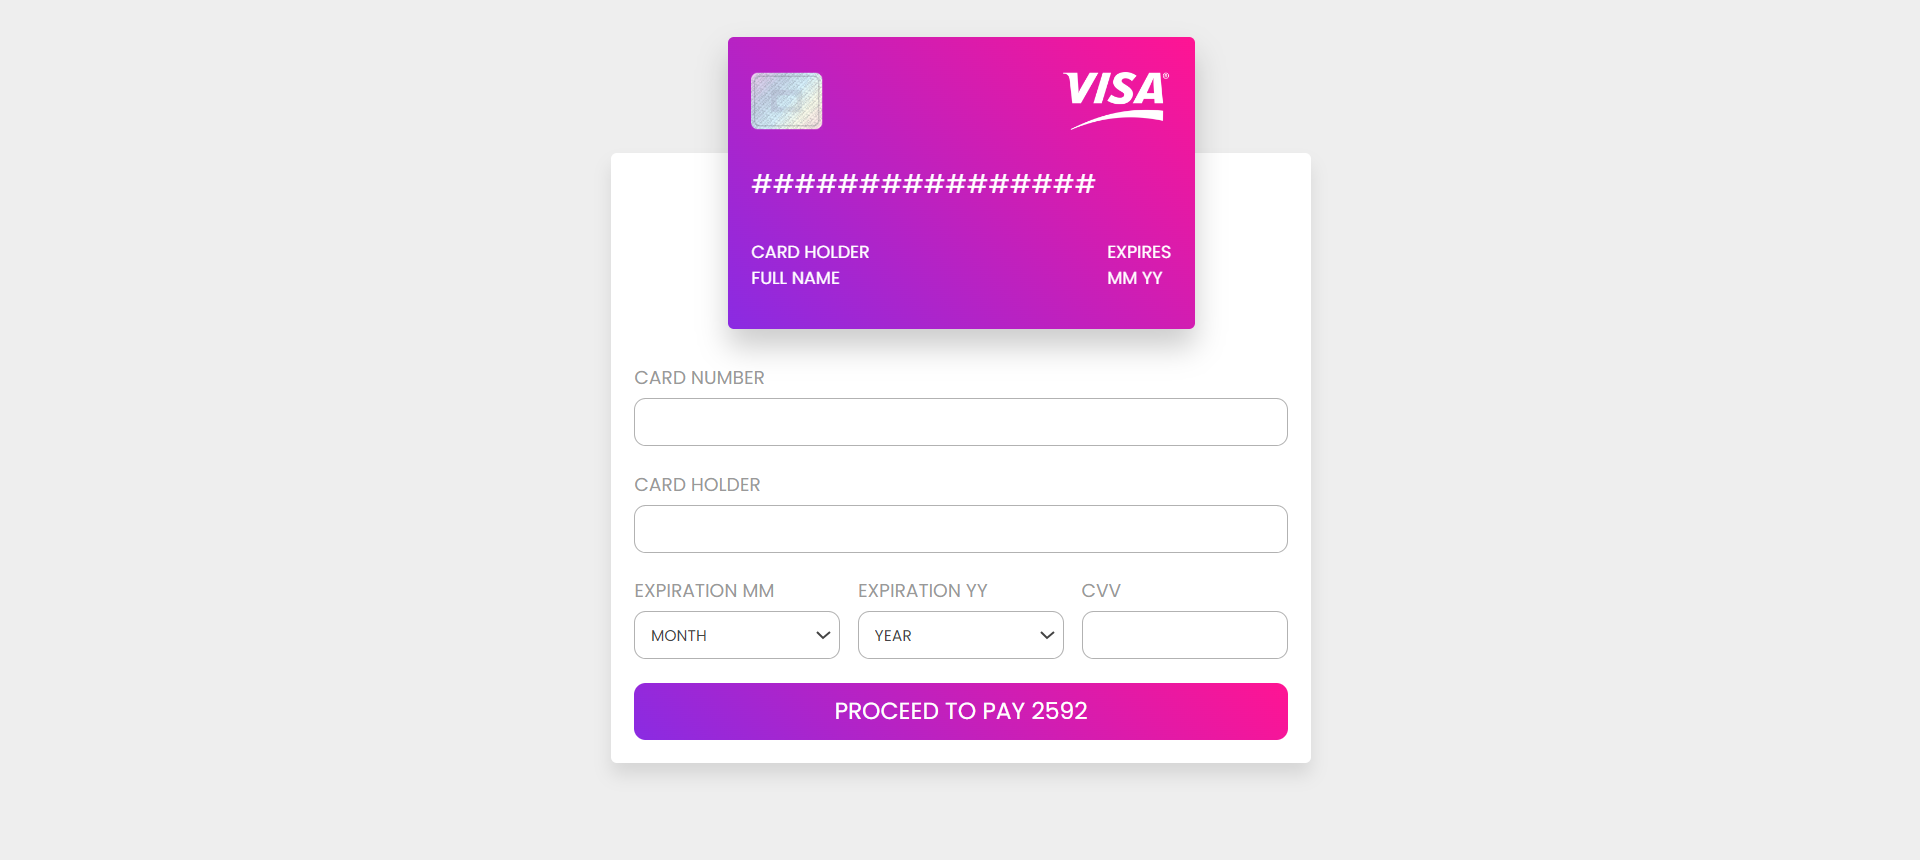 VISA®
################
CARD HOLDER
EXPIRES
FULL NAME
MM YY
CARD NUMBER
CARD HOLDER
EXPIRATION MM
EXPIRATION YY
CVV
MONTH
YEAR
PROCEED TO PAY 2592